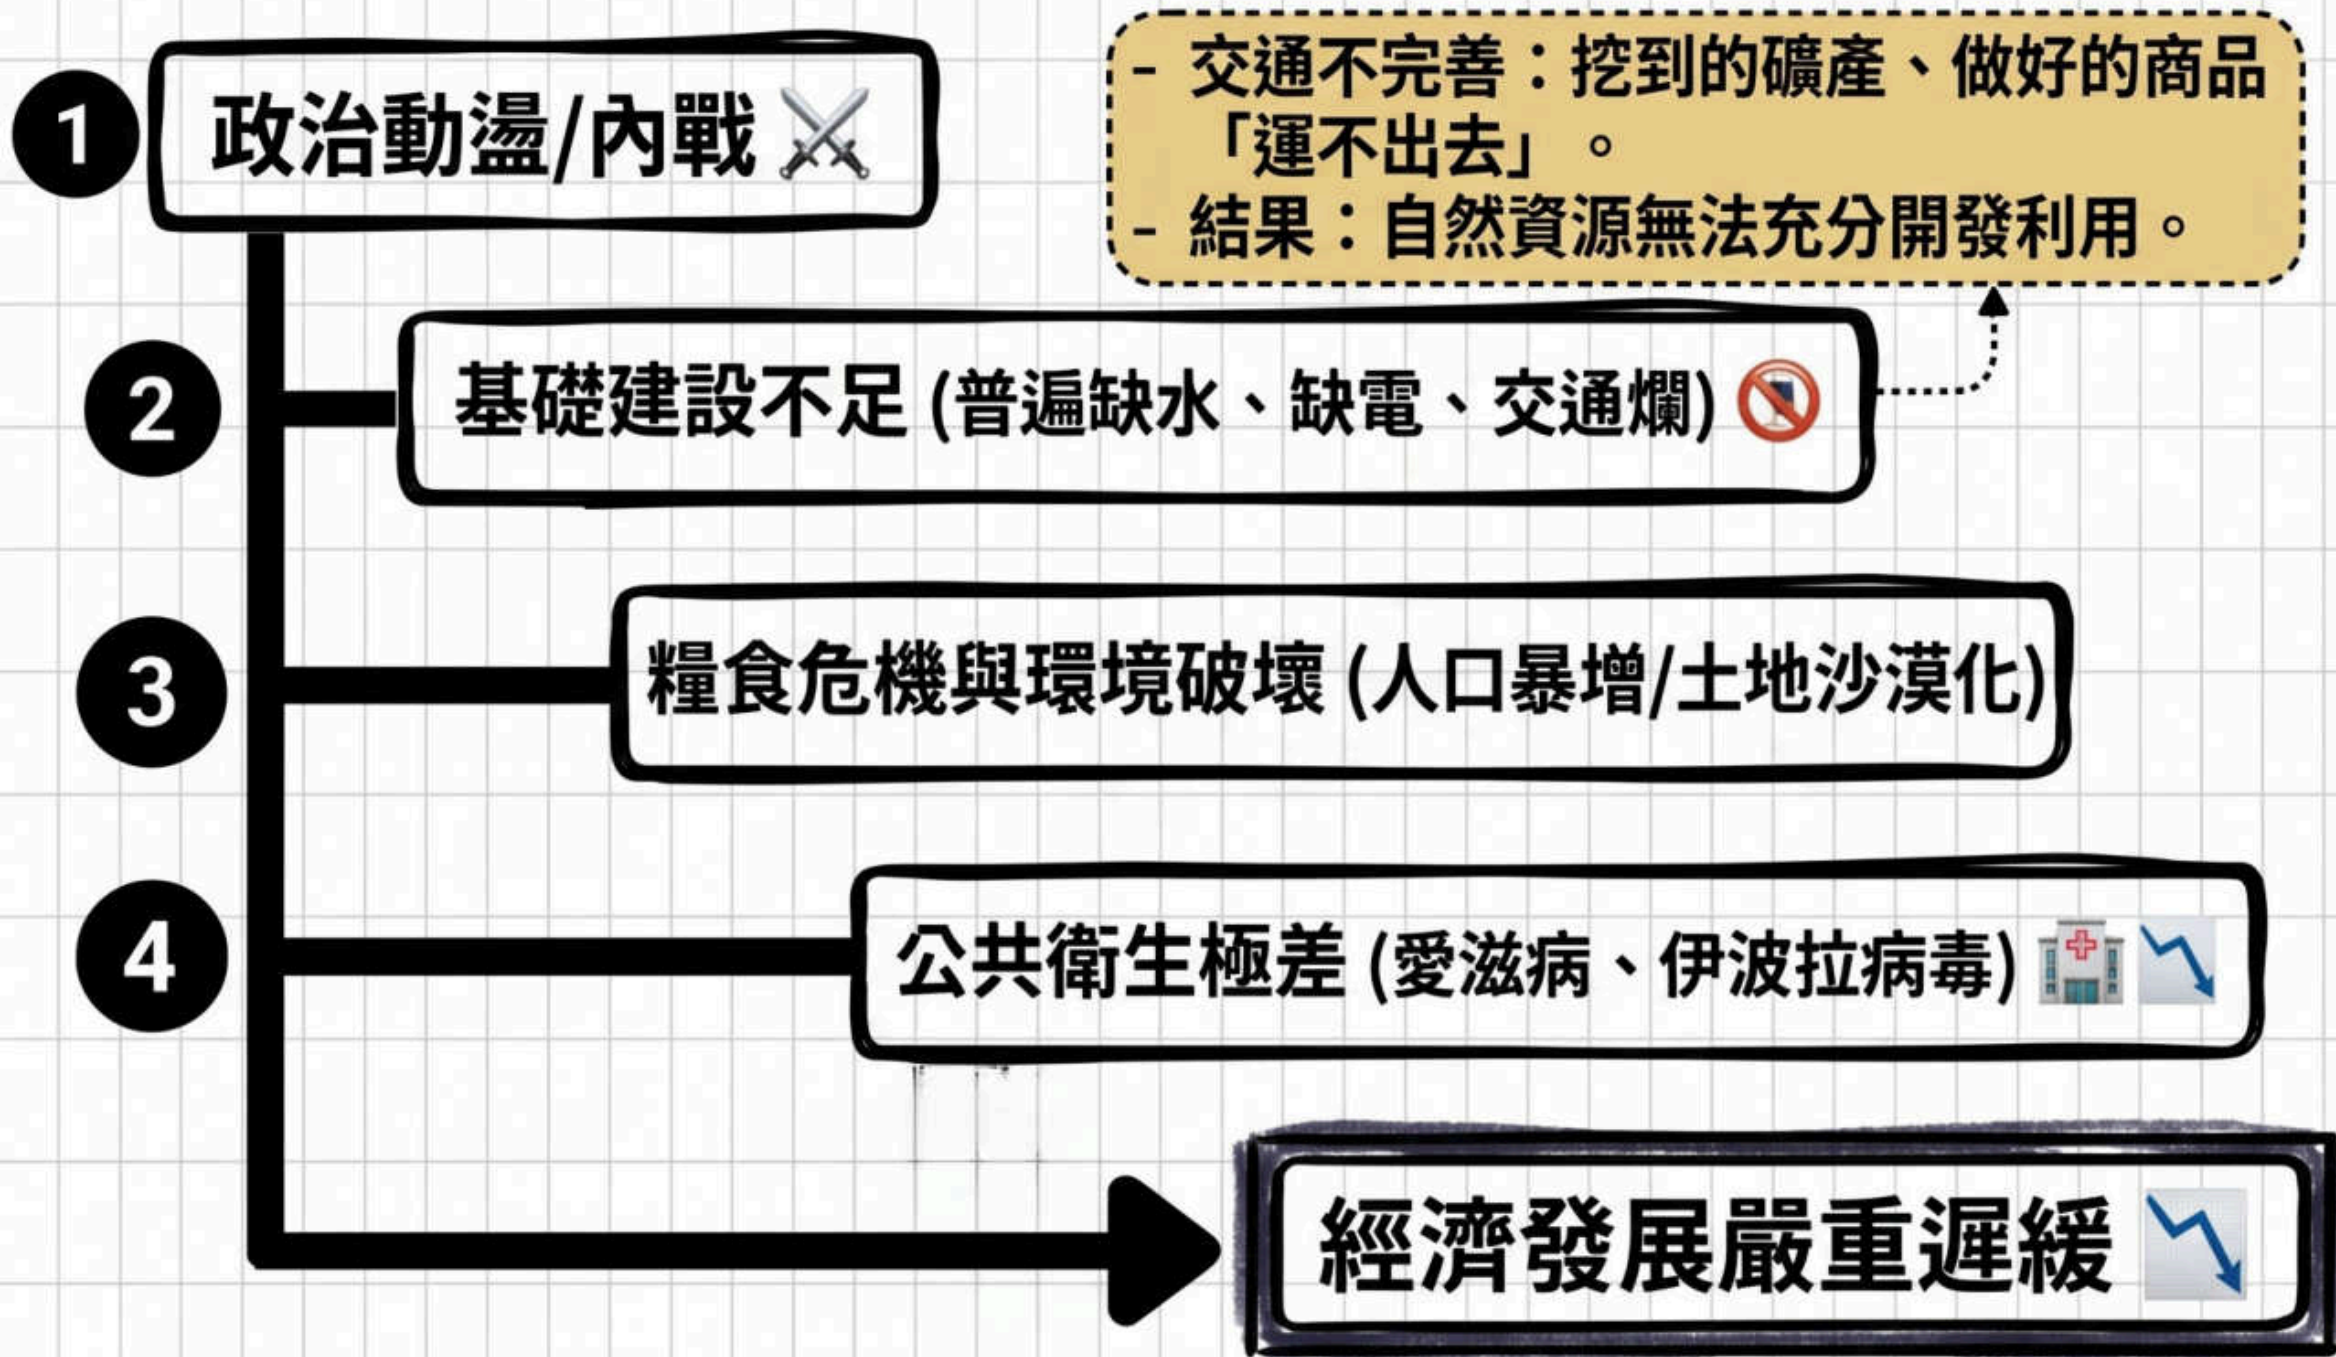 1
政治動盪/內戰
- 交通不完善：挖到的礦產、做好的商品
「運不出去」。
- 結果：自然資源無法充分開發利用。
2
基礎建設不足 (普遍缺水、缺電、交通爛)
3
糧食危機與環境破壞 (人口暴增/土地沙漠化)
4
公共衛生極差 (愛滋病、伊波拉病毒)
經濟發展嚴重遲緩